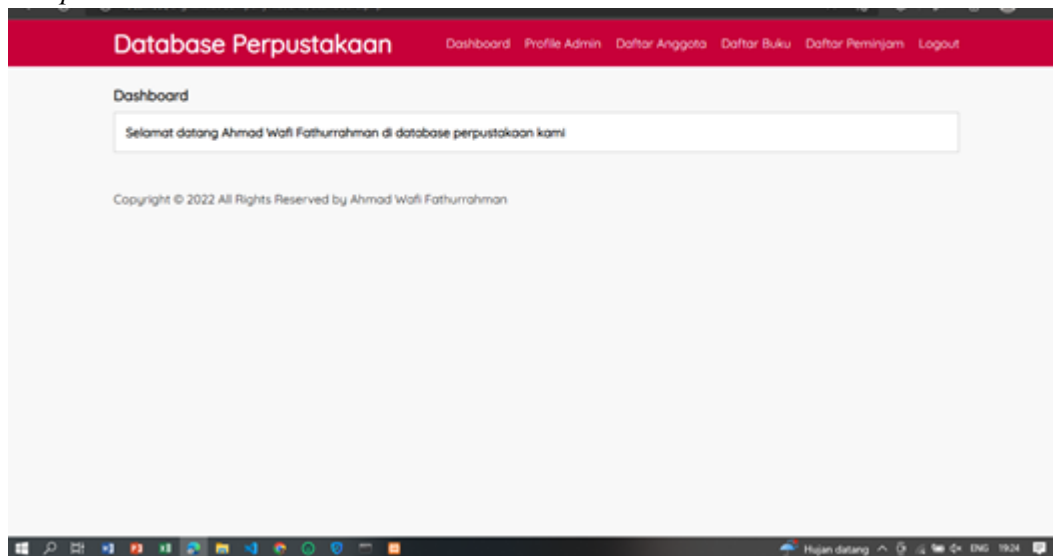 Database Perpustakaan
Dashboard Profile Admin Daftar Anggota Daftar Buku Daftar Peminjam Logout
Dashboard
Selamat datang Ahmad Wafi Fathurrahman di database perpustakaan kami
Copyright © 2022 All Rights Reserved by Ahmad Wafi Fathurrahman
Hujan datang ENG 19.24